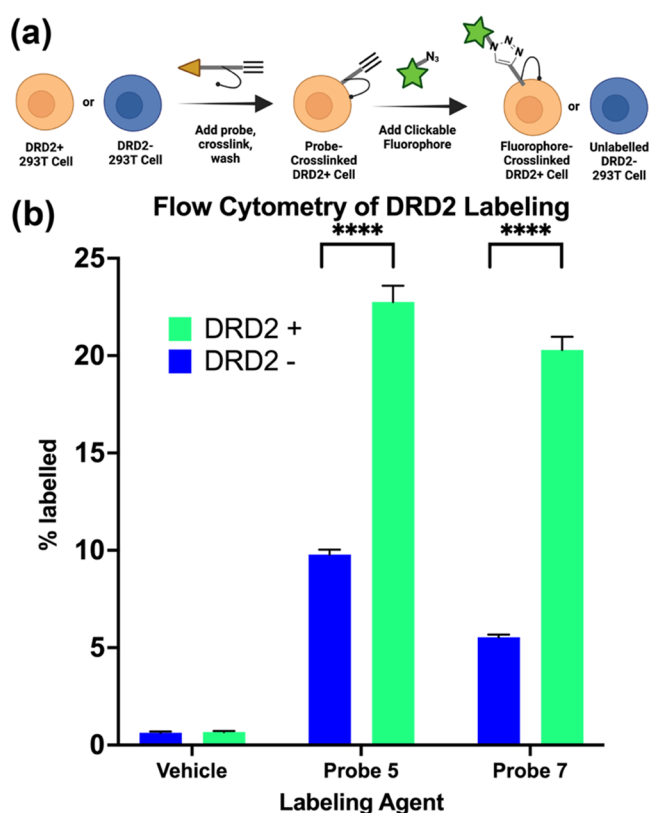 (a)
DRD2+
293T Cell
or
DRD2-
293T Cell
Add probe,
crosslink,
wash
Probe-
Crosslinked
DRD2+ Cell
N3
Add Clickable
Fluorophore
N N N
Fluorophore-
Crosslinked
DRD2+ Cell
or
Unlabelled
DRD2-
293T Cell
(b)
Flow Cytometry of DRD2 Labeling
**** ****
DRD2 +
DRD2 -
% labelled
25
20
15
10
5
0
Vehicle Probe 5 Probe 7
Labeling Agent